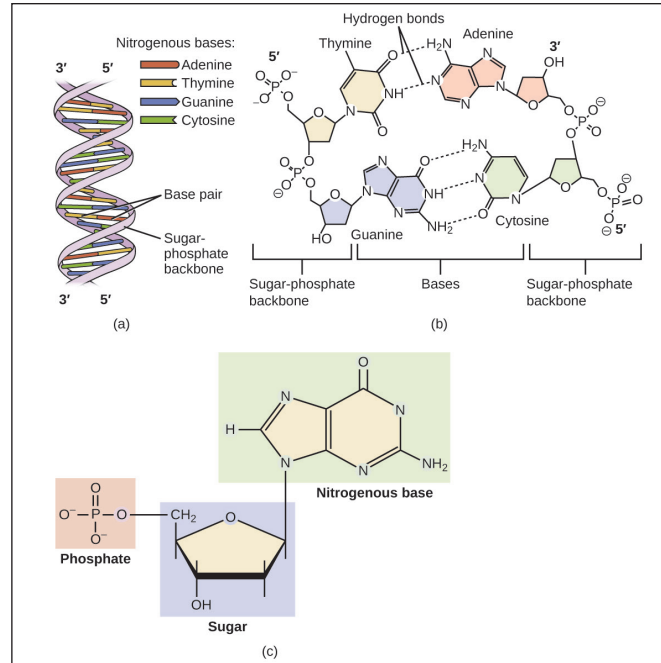 Nitrogenous bases:
3′ 5′
Adenine
Thymine
Guanine
Cytosine
Base pair
Sugar-
phosphate
backbone
3′ 5′
(a)
Hydrogen bonds
Thymine
Adenine
5′
3′
O
O
P
O⁻
⁻O
O
O
H₂N
N
N
OH
NH
N
N
N
O
N
O
O
O
O
P
O
⊖
O
O
O
P
O
O
⊖
O
H₂N
N
O
N
NH
N
N
O
O
O
N
N
O
O
O
P
O
O
⊖
HO
Guanine
NH₂
Cytosine
⊖
5′
Sugar-phosphate
backbone
Bases
Sugar-phosphate
backbone
(b)
O
N
N
H
N
N
NH₂
Nitrogenous base
O
O⁻
P
O
CH₂
O⁻
O
Phosphate
OH
Sugar
(c)